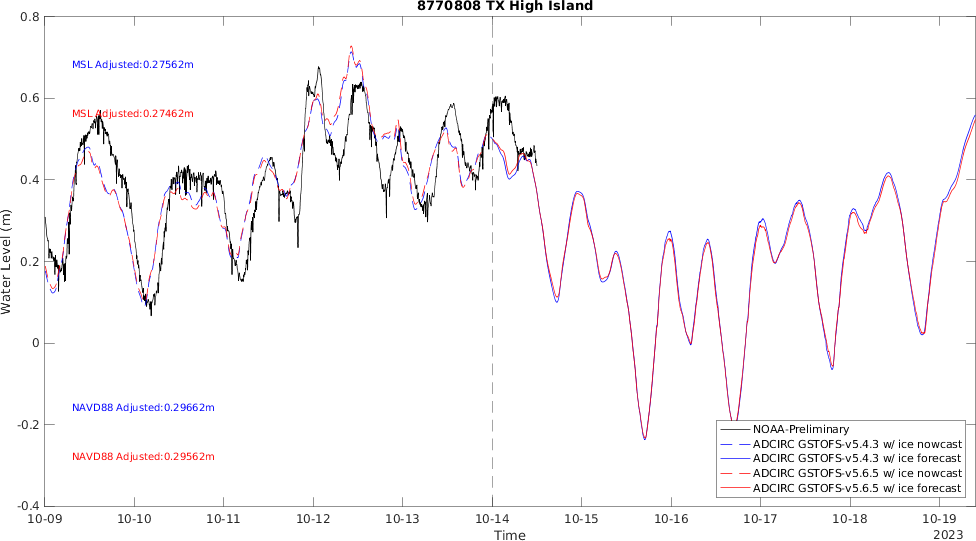 8770808 TX High Island
0.8
0.6
0.4
0.2
0
-0.2
-0.4
Water Level (m)
MSL Adjusted:0.27562m
MSL Adjusted:0.27462m
NAVD88 Adjusted:0.29662m
NAVD88 Adjusted:0.29562m
NOAA-Preliminary
ADCIRC GSTOFS-v5.4.3 w/ ice nowcast
ADCIRC GSTOFS-v5.4.3 w/ ice forecast
ADCIRC GSTOFS-v5.6.5 w/ ice nowcast
ADCIRC GSTOFS-v5.6.5 w/ ice forecast
10-09 10-10 10-11 10-12 10-13 10-14 10-15 10-16 10-17 10-18 10-19
Time
2023